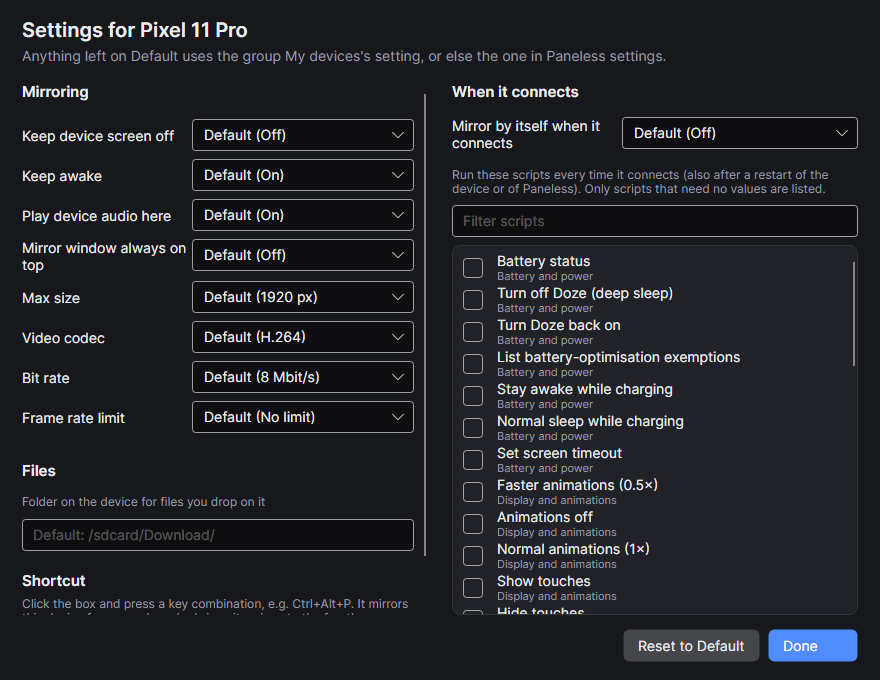 Settings for Pixel 11 Pro
Anything left on Default uses the group My devices's setting, or else the one in Paneless settings.
Mirroring
Keep device screen off
Default (Off)
Keep awake
Default (On)
Play device audio here
Default (On)
Mirror window always on
top
Default (Off)
Max size
Default (1920 px)
Video codec
Default (H.264)
Bit rate
Default (8 Mbit/s)
Frame rate limit
Default (No limit)
Files
Folder on the device for files you drop on it
Default: /sdcard/Download/
Shortcut
Click the box and press a key combination, e.g. Ctrl+Alt+P. It mirrors
When it connects
Mirror by itself when it
connects
Default (Off)
Run these scripts every time it connects (also after a restart of the
device or of Paneless). Only scripts that need no values are listed.
Filter scripts
Battery status
Battery and power
Turn off Doze (deep sleep)
Battery and power
Turn Doze back on
Battery and power
List battery-optimisation exemptions
Battery and power
Stay awake while charging
Battery and power
Normal sleep while charging
Battery and power
Set screen timeout
Battery and power
Faster animations (0.5×)
Display and animations
Animations off
Display and animations
Normal animations (1×)
Display and animations
Show touches
Display and animations
Hide touches
Reset to Default
Done